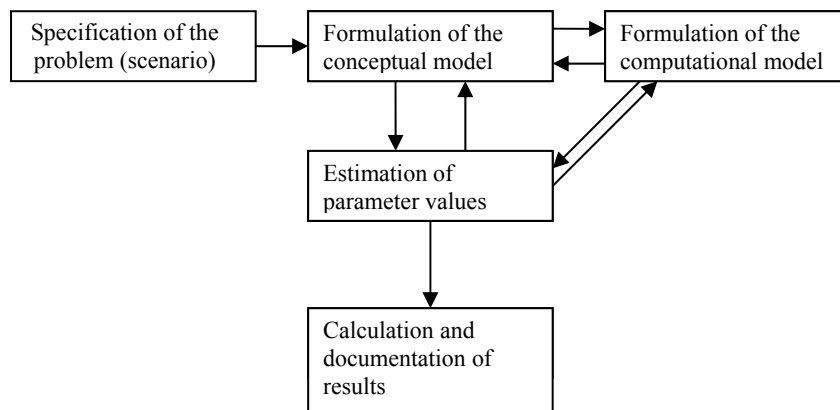 Specification of the
problem (scenario)
Formulation of the
conceptual model
Formulation of the
computational model
Estimation of
parameter values
Calculation and
documentation of
results